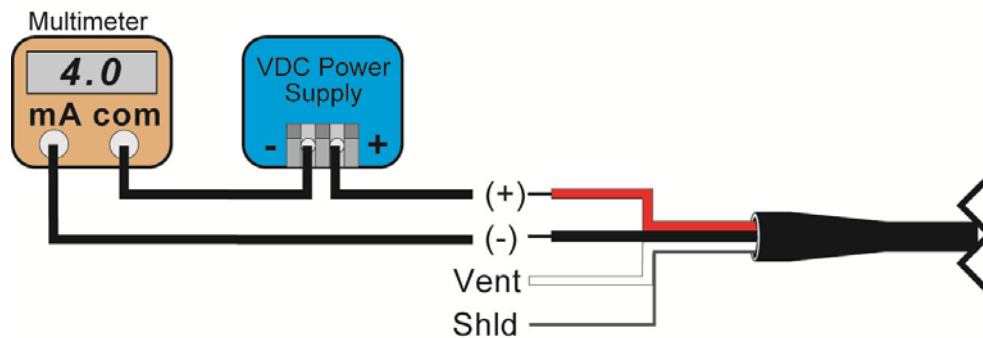 Multimeter
4.0
mA com
VDC Power
Supply
- +
(+)
(-)
Vent
Shld